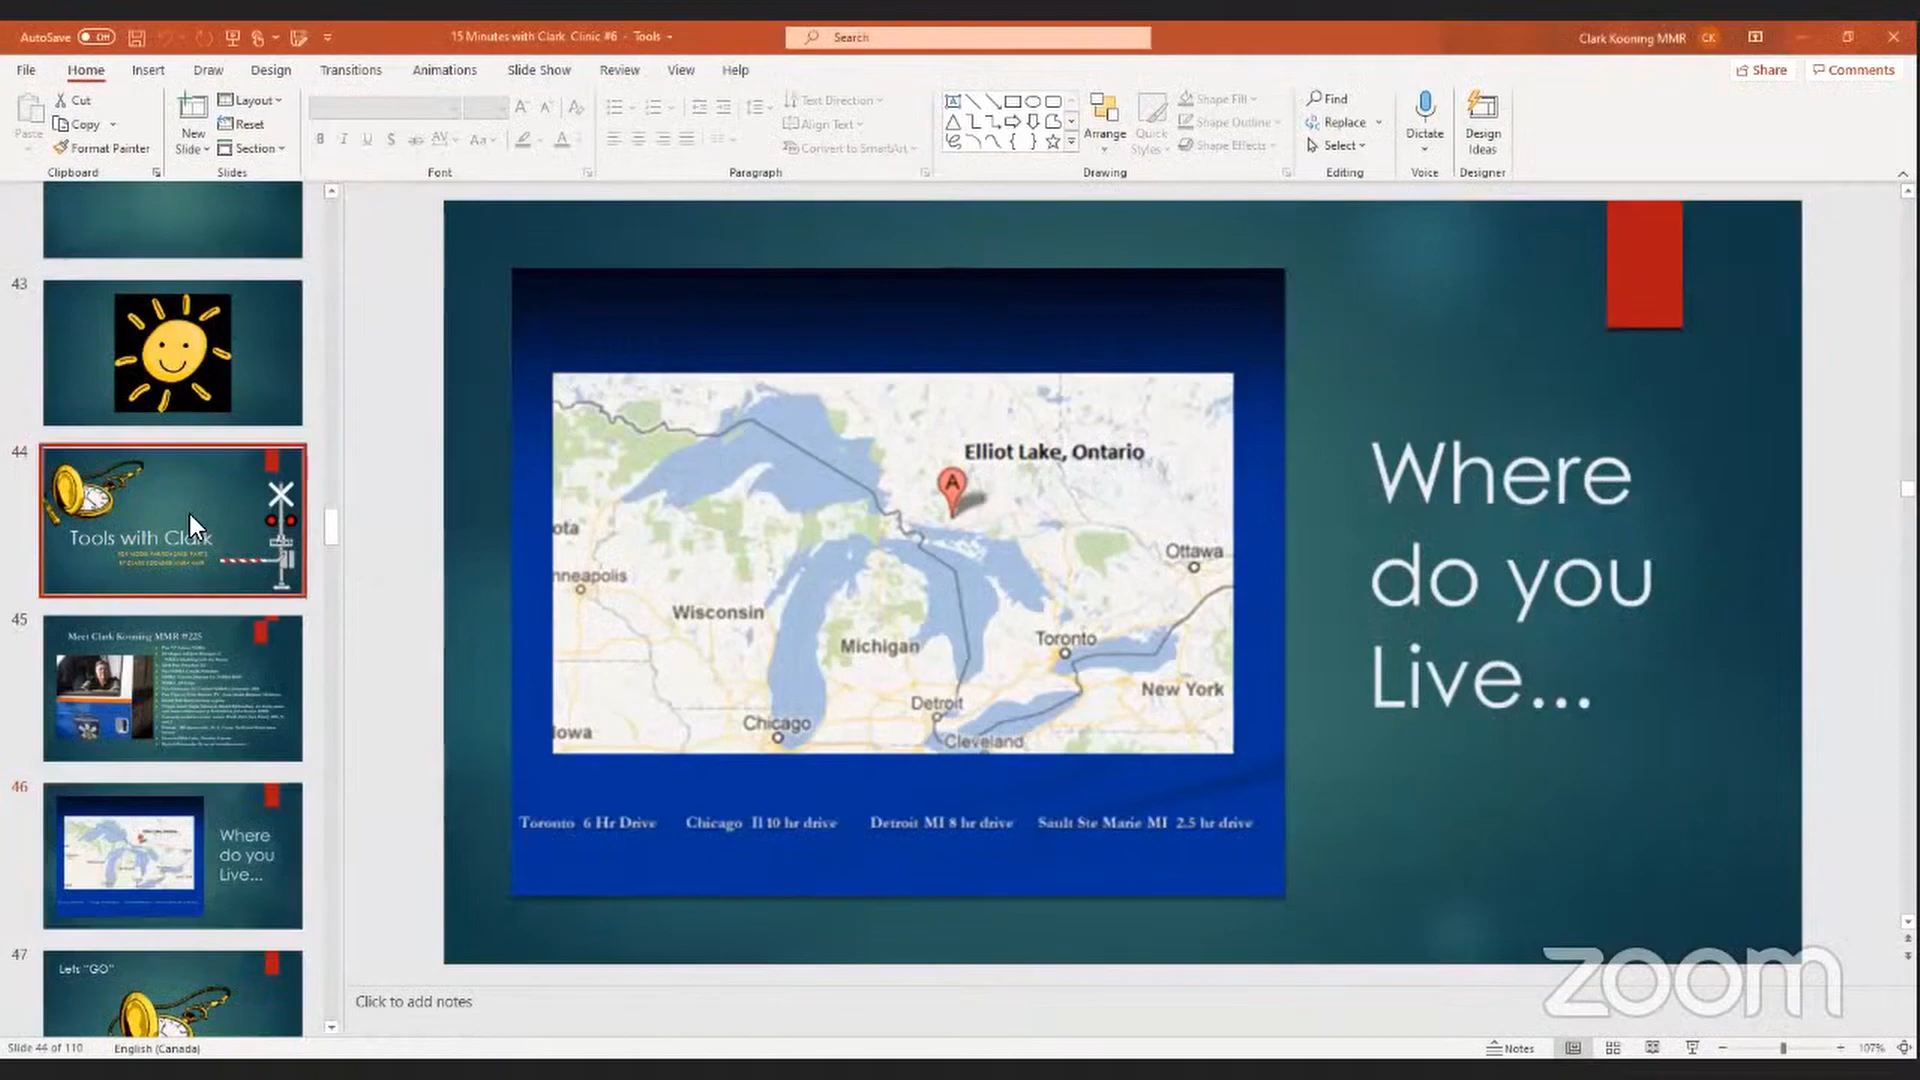 AutoSave Off
15 Minutes with Clark Clinic #6 - Tools
Search
Clark Kooning MMR CK
File Home Insert Draw Design Transitions Animations Slide Show Review View Help
Share Comments
Paste
Cut
Copy
Format Painter
Clipboard
New
Slide
Layout
Reset
Section
Slides
Font
Text Direction
Align Text
Convert to SmartArt
Paragraph
Arrange
Quick
Styles
Shape Fill
Shape Outline
Shape Effects
Drawing
Find
Replace
Select
Editing
Dictate
Voice
Design
Ideas
Designer
43
44
Tools with Clark
45
Meet Clark Kooning MMR #225
46
Where
do you
Live...
47
Lets "GO"
Elliot Lake, Ontario
A
ota
Ottawa
nneapolis
Wisconsin
Toronto
Michigan
New York
Detroit
Chicago
Iowa
Cleveland
Toronto 6 Hr Drive Chicago Il 10 hr drive Detroit MI 8 hr drive Sault Ste Marie MI 2.5 hr drive
Where
do you
Live...
Click to add notes
zoom
Slide 44 of 110 English (Canada)
Notes 107%